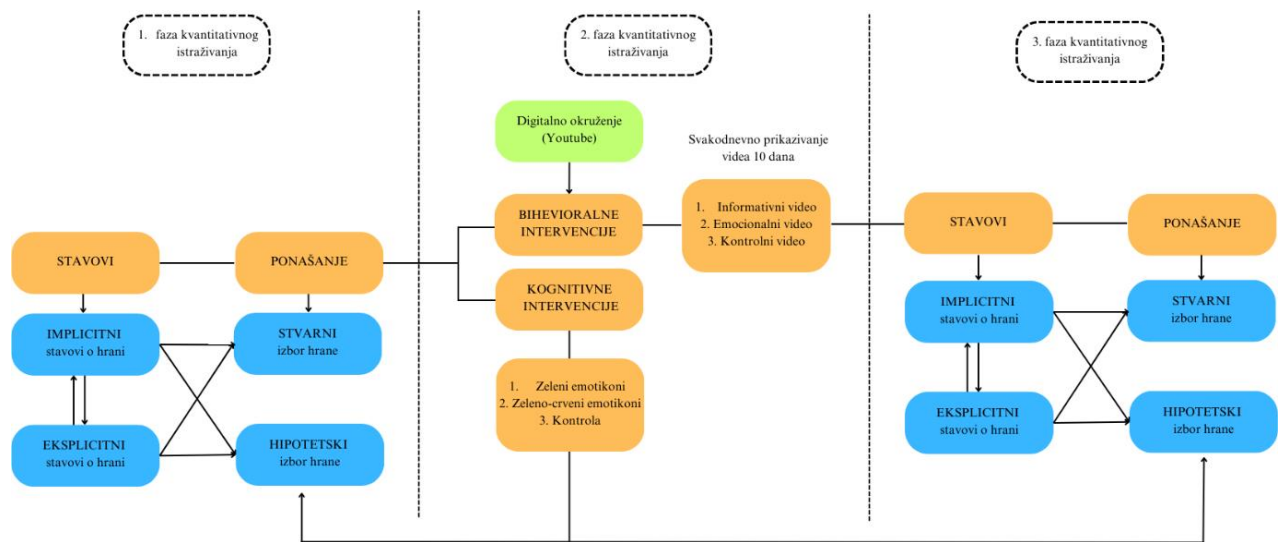 1. faza kvantitativnog
istraživanja
2. faza kvantitativnog
istraživanja
3. faza kvantitativnog
istraživanja
Digitalno okruženje
(Youtube)
Svakodnevno prikazivanje
videa 10 dana
BIHEVIORALNE
INTERVENCIJE
1. Informativni video
2. Emocionalni video
3. Kontrolni video
STAVOVI
PONAŠANJE
STAVOVI
PONAŠANJE
KOGNITIVNE
INTERVENCIJE
IMPLICITNI
stavovi o hrani
STVARNI
izbor hrane
IMPLICITNI
stavovi o hrani
STVARNI
izbor hrane
1. Zeleni emotikoni
2. Zeleno-crveni emotikoni
3. Kontrola
EKSPLICITNI
stavovi o hrani
HIPOTETSKI
izbor hrane
EKSPLICITNI
stavovi o hrani
HIPOTETSKI
izbor hrane